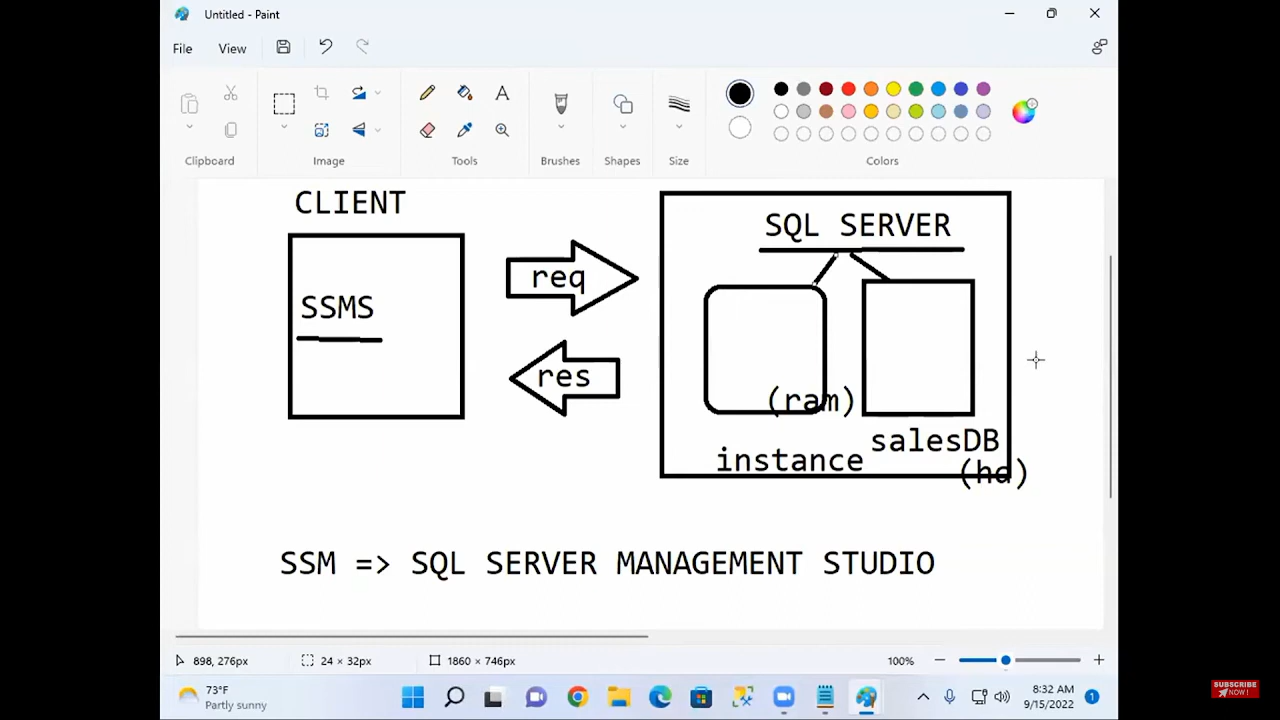 Untitled - Paint
File View
Clipboard Image Tools Brushes Shapes Size Colors
CLIENT
SSMS
req
res
SQL SERVER
(ram)
instance
salesDB
(hd)
SSM => SQL SERVER MANAGEMENT STUDIO
898, 276px 24 × 32px 1860 × 746px 100%
73°F
Partly sunny
8:32 AM
9/15/2022
1
SUBSCRIBE
NOW !